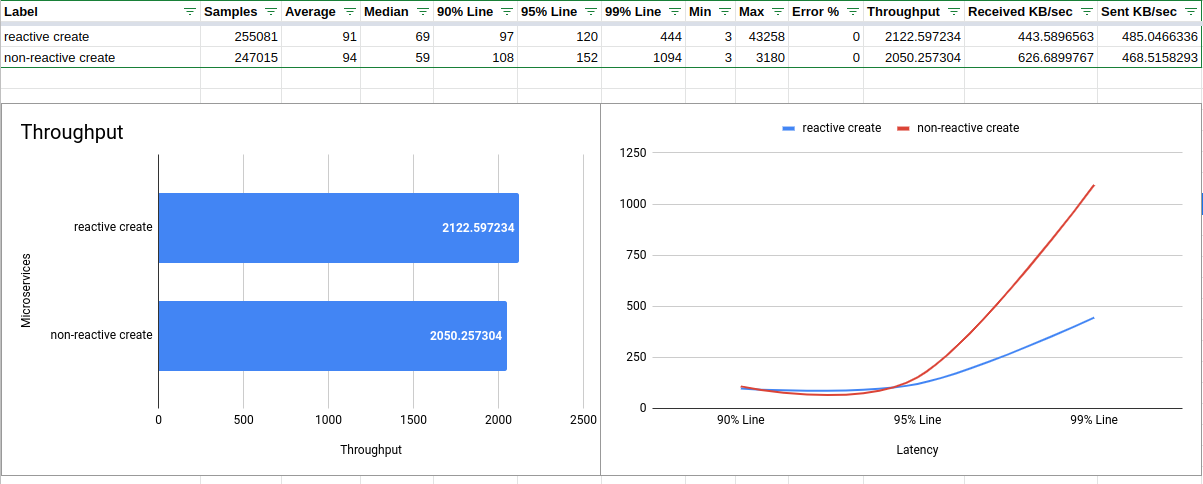 Label Samples Average Median 90% Line 95% Line 99% Line Min Max Error % Throughput Received KB/sec Sent KB/sec
reactive create 255081 91 69 97 120 444 3 43258 0 2122.597234 443.5896563 485.0466336
non-reactive create 247015 94 59 108 152 1094 3 3180 0 2050.257304 626.6899767 468.5158293
Throughput
Microservices
reactive create 2122.597234
non-reactive create 2050.257304
0 500 1000 1500 2000 2500
Throughput
reactive create non-reactive create
1250
1000
750
500
250
0
90% Line 95% Line 99% Line
Latency